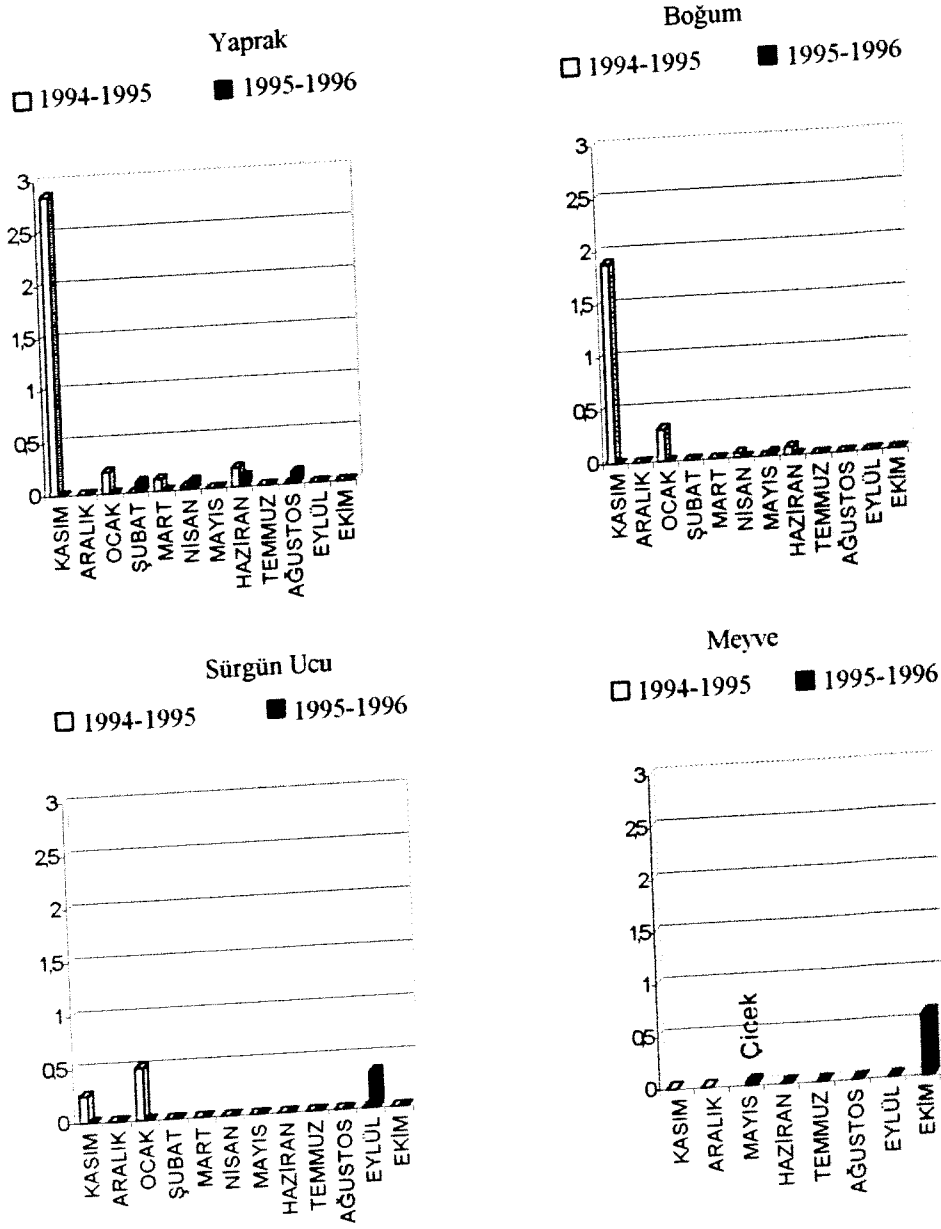 Yaprak
1994-1995 1995-1996
3
2,5
2
1,5
1
0,5
0
KASIM
ARALIK
OCAK
ŞUBAT
MART
NİSAN
MAYIS
HAZİRAN
TEMMUZ
AĞUSTOS
EYLÜL
EKİM
Boğum
1994-1995 1995-1996
3
2,5
2
1,5
1
0,5
0
KASIM
ARALIK
OCAK
ŞUBAT
MART
NİSAN
MAYIS
HAZİRAN
TEMMUZ
AĞUSTOS
EYLÜL
EKİM
Sürgün Ucu
1994-1995 1995-1996
3
2,5
2
1,5
1
0,5
0
KASIM
ARALIK
OCAK
ŞUBAT
MART
NİSAN
MAYIS
HAZİRAN
TEMMUZ
AĞUSTOS
EYLÜL
EKİM
Meyve
1994-1995 1995-1996
3
2,5
2
1,5
1
0,5
0
Çicek
KASIM
ARALIK
MAYIS
HAZİRAN
TEMMUZ
AĞUSTOS
EYLÜL
EKİM